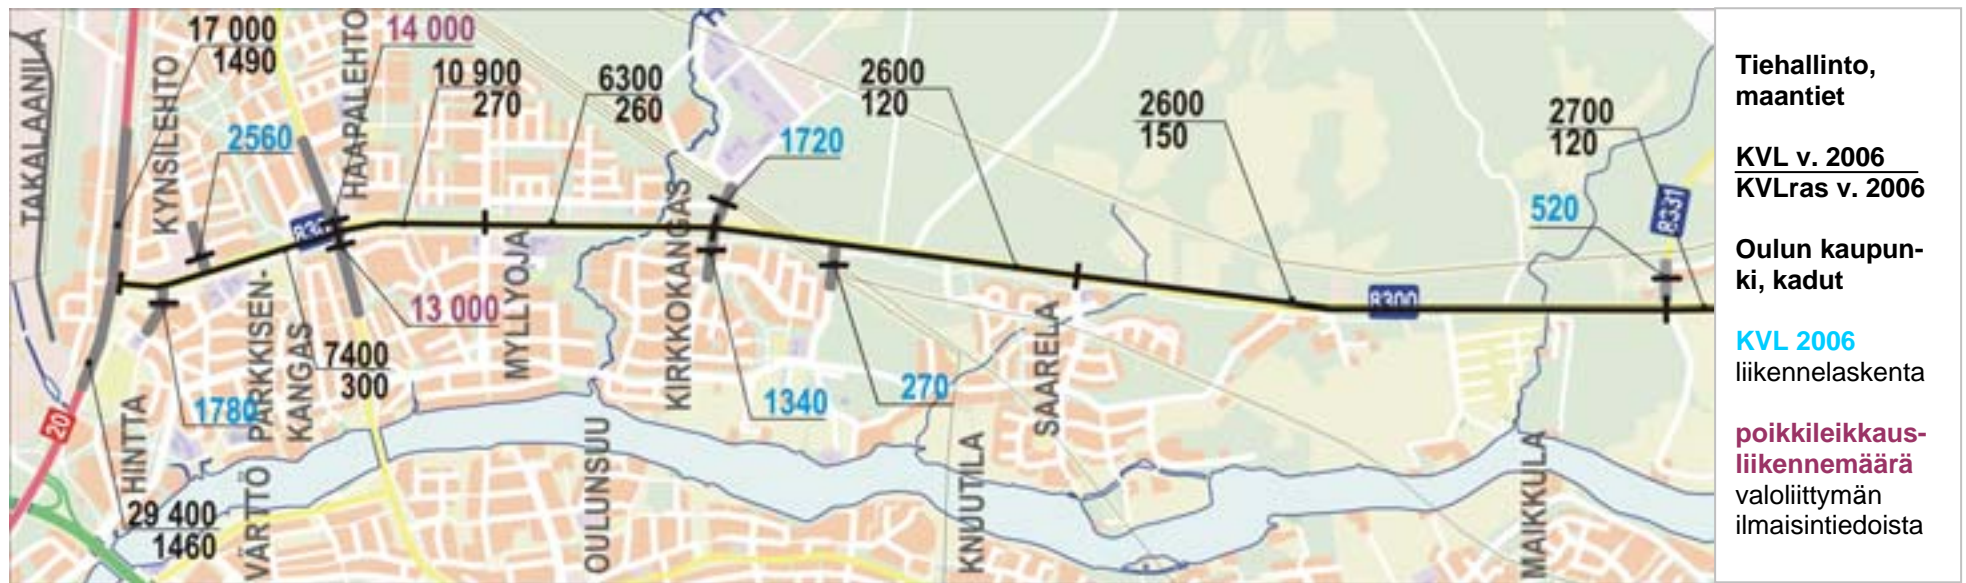 TAKALAANILA
KYNSILEHTO
17 000
1490
2560
HAAPALEHTO
14 000
10 900
270
6300
260
1720
2600
120
2600
150
2700
120
520
8331
8300
20
HINTTA
1780
29 400
1460
VÄRTTÖ
PARKKISEN-
KANGAS
7400
300
13 000
MYLLYOJA
OULUNSUU
KIRKKOKANGAS
1340
270
KNUUTILA
SAARELA
MAIKKULA
Tiehallinto,
maantiet
KVL v. 2006
KVLras v. 2006
Oulun kaupun-
ki, kadut
KVL 2006
liikennelaskenta
poikkileikkaus-
liikennemäärä
valoliittymän
ilmaisintiedoista